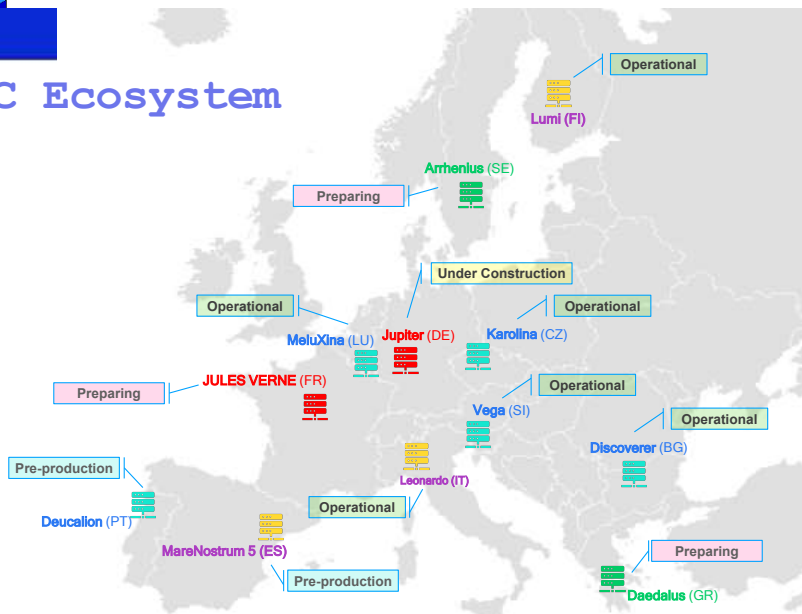 C Ecosystem
Operational
Lumi (FI)
Arrhenius (SE)
Preparing
Under Construction
Operational
Operational
MeluXina (LU)
Jupiter (DE)
Karolina (CZ)
JULES VERNE (FR)
Preparing
Operational
Vega (SI)
Operational
Discoverer (BG)
Pre-production
Leonardo (IT)
Operational
Deucalion (PT)
MareNostrum 5 (ES)
Preparing
Pre-production
Daedalus (GR)